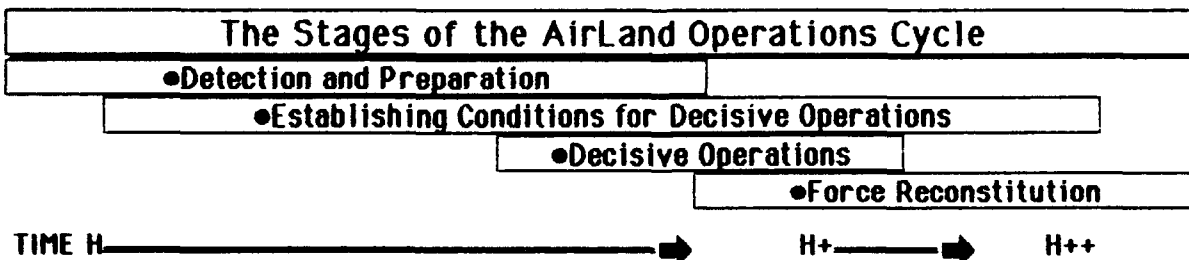 The Stages of the AirLand Operations Cycle
●Detection and Preparation
●Establishing Conditions for Decisive Operations
●Decisive Operations
●Force Reconstitution
TIME H H+ H++